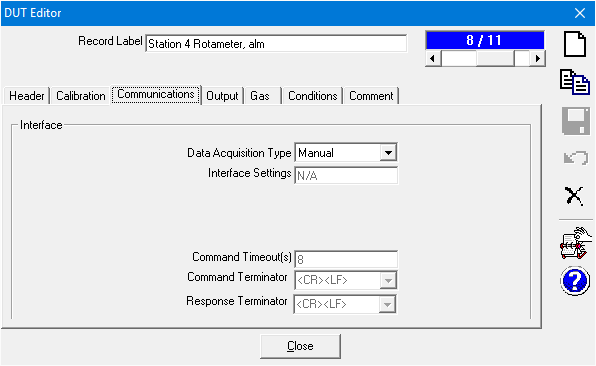 DUT Editor
Record Label Station 4 Rotameter, alm
8 / 11
Header Calibration Communications Output Gas Conditions Comment
Interface
Data Acquisition Type Manual
Interface Settings N/A
Command Timeout(s) 8
Command Terminator <CR><LF>
Response Terminator <CR><LF>
Close